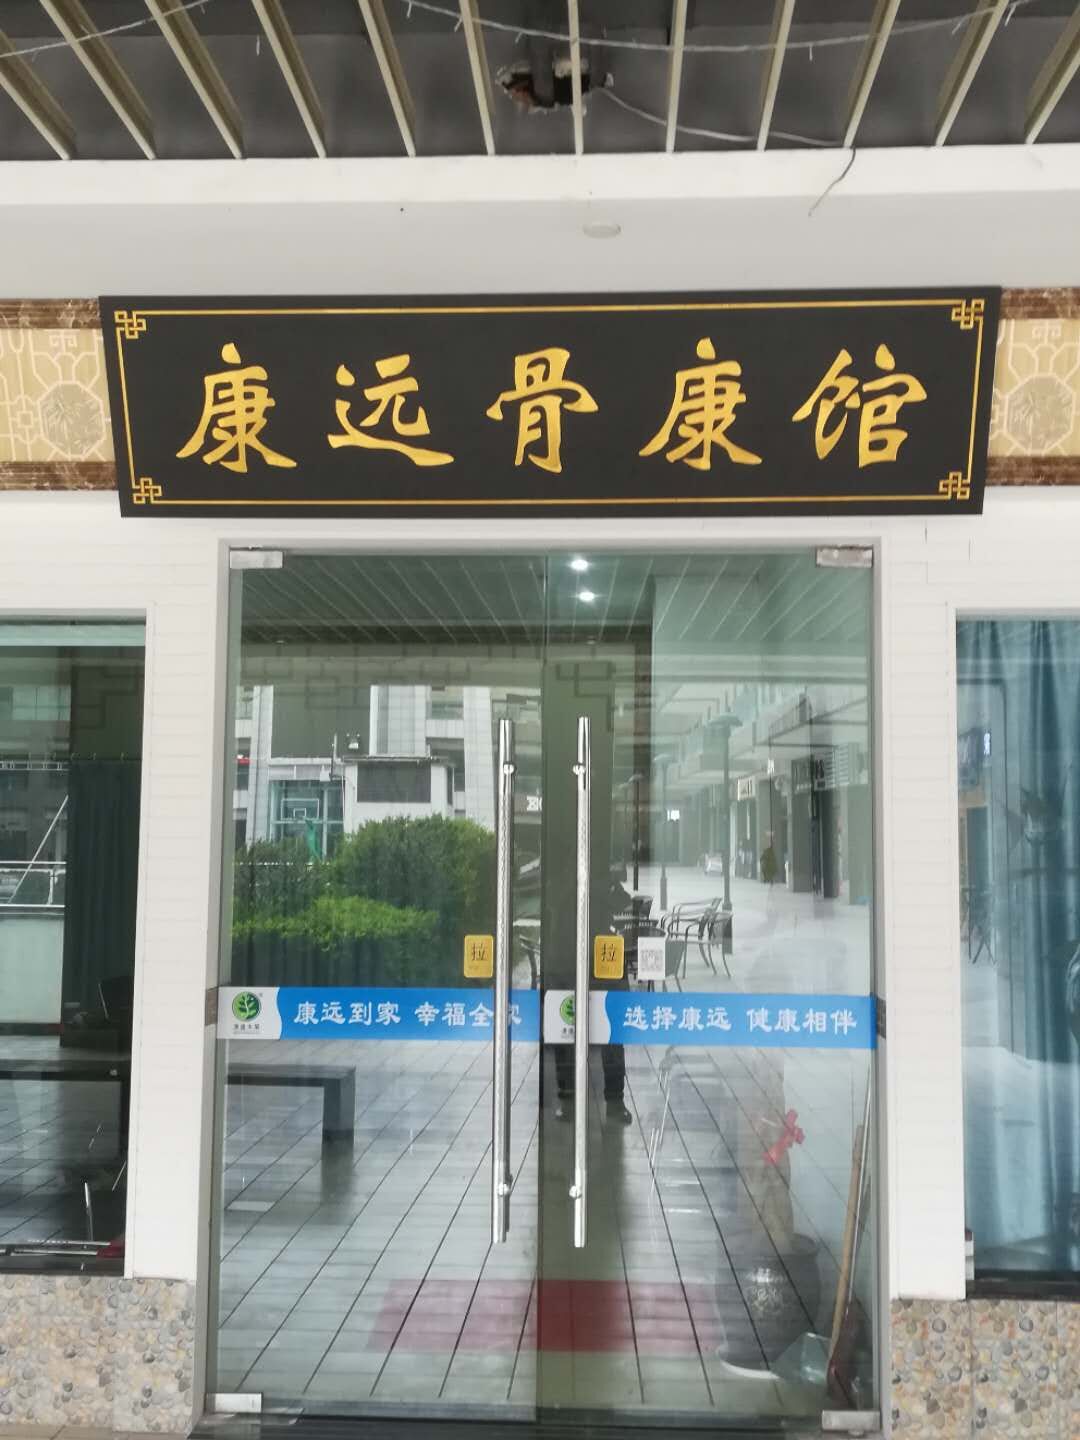 康远骨康馆
拉
拉
康远到家 幸福全家
选择康远 健康相伴